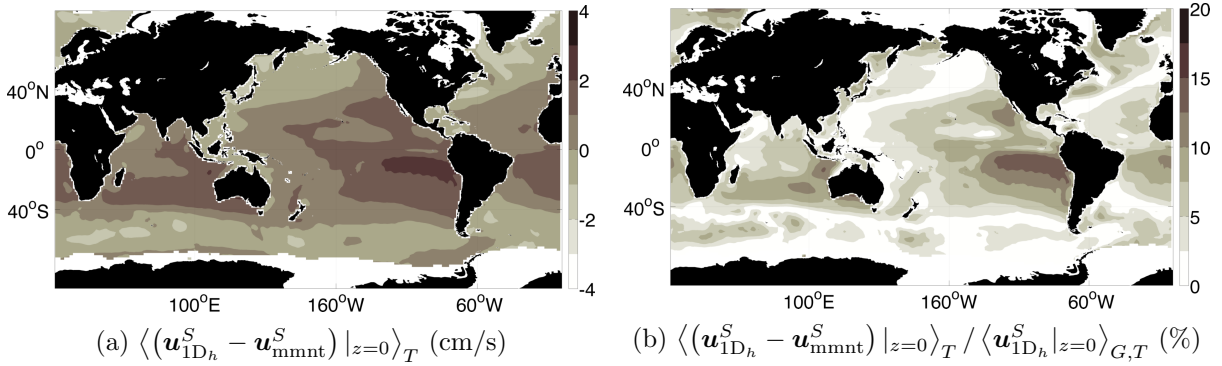 4
2
0
-2
-4
40°N
0°
40°S
100°E
160°W
60°W
(a) ⟨(u^S_{1D_h} − u^S_{mmnt}) |_{z=0}⟩_T (cm/s)
20
15
10
5
0
40°N
0°
40°S
100°E
160°W
60°W
(b) ⟨(u^S_{1D_h} − u^S_{mmnt}) |_{z=0}⟩_T / ⟨u^S_{1D_h}|_{z=0}⟩_{G,T} (%)